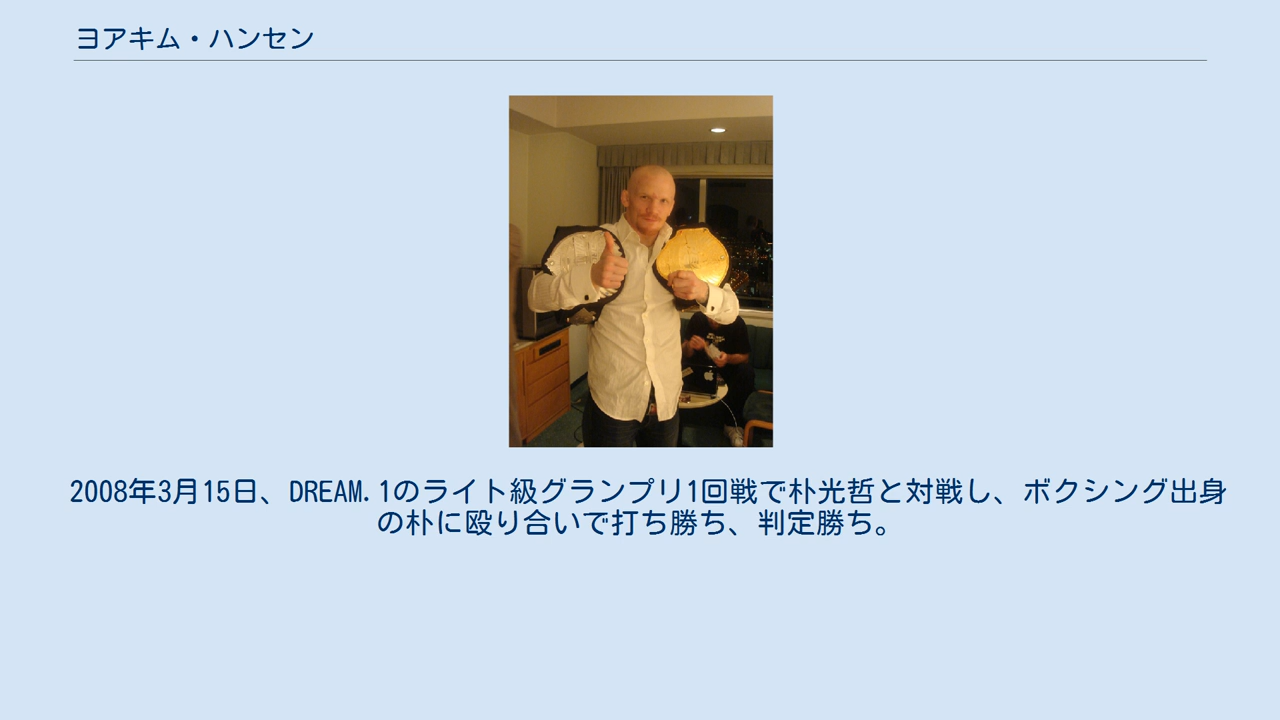 ヨアキム・ハンセン
2008年3月15日、DREAM.1のライト級グランプリ1回戦で朴光哲と対戦し、ボクシング出身
の朴に殴り合いで打ち勝ち、判定勝ち。